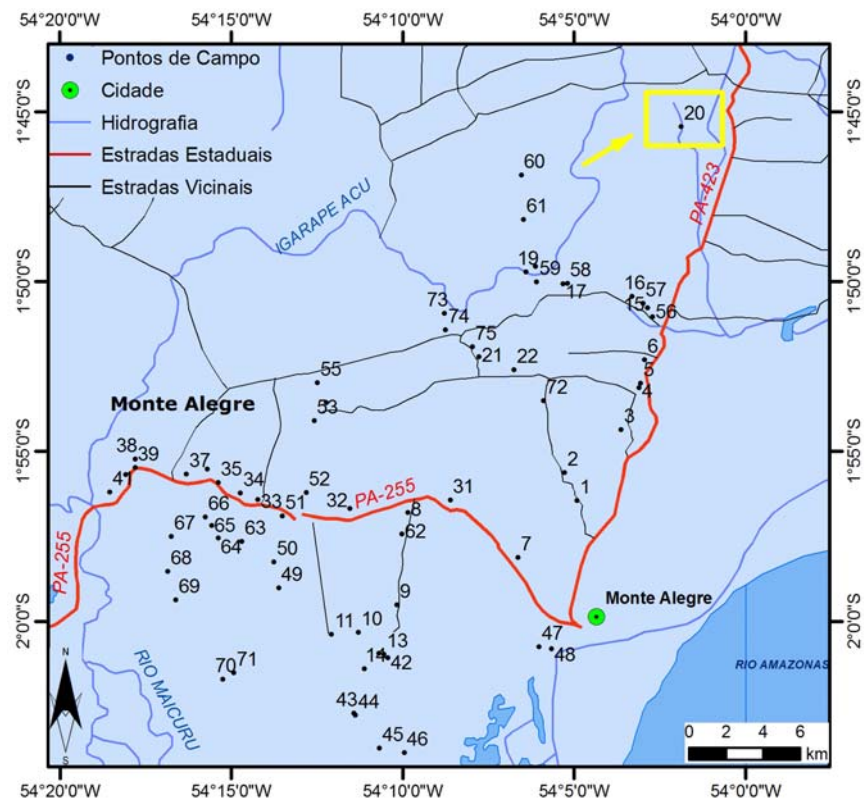 54°20'0"W 54°15'0"W 54°10'0"W 54°5'0"W 54°0'0"W
Pontos de Campo
Cidade
Hidrografia
Estradas Estaduais
Estradas Vicinais
1°45'0"S
1°45'0"S
20
60
PA-423
61
IGARAPE ACU
19
59
58
17
1°50'0"S
1°50'0"S
16
57
15
56
73
74
75
21
22
6
5
4
55
72
53
3
Monte Alegre
1°55'0"S
1°55'0"S
38
39
41
37
35
34
33
51
52
32
PA-255
31
2
1
8
62
66
67
65
64
63
68
69
50
49
7
PA-255
Monte Alegre
9
2°0'0"S
2°0'0"S
11
10
13
14
42
47
48
70
71
RIO MAICURU
RIO AMAZONAS
43
44
45
46
N
S
0 2 4 6
km
54°20'0"W 54°15'0"W 54°10'0"W 54°5'0"W 54°0'0"W